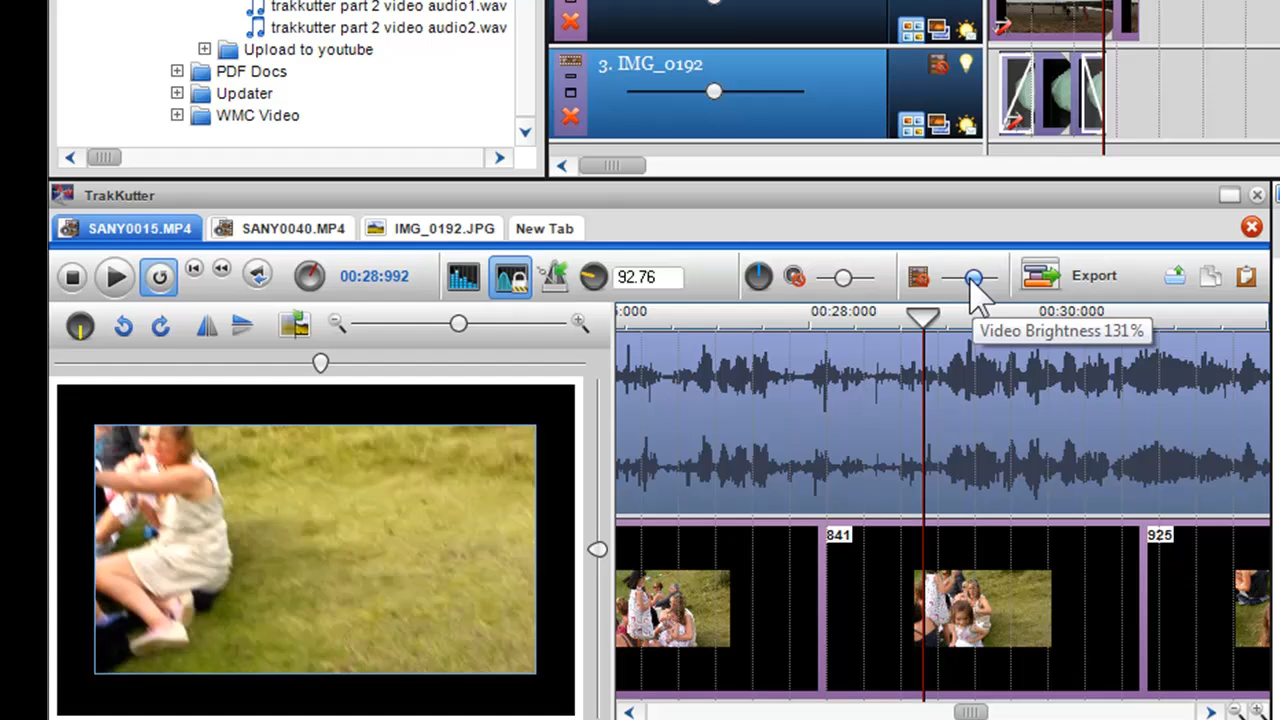 trakkutter part 2 video audio1.wav
trakkutter part 2 video audio2.wav
Upload to youtube
PDF Docs
Updater
WMC Video
3. IMG_0192
TrakKutter
SANY0015.MP4
SANY0040.MP4
IMG_0192.JPG
New Tab
00:28:992
92.76
Export
Video Brightness 131%
:000
00:28:000
00:30:000
841
925